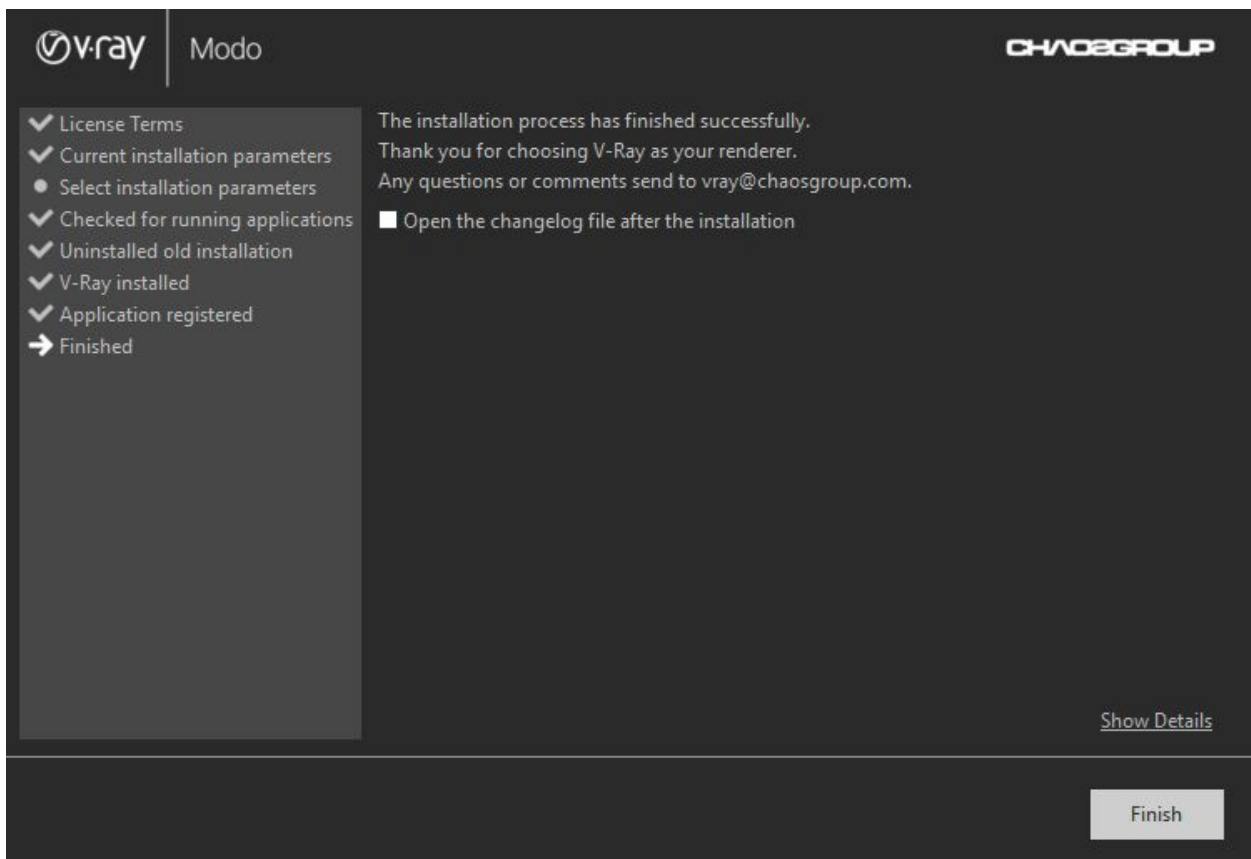 v·ray
Modo
CHAOSGROUP
License Terms
Current installation parameters
Select installation parameters
Checked for running applications
Uninstalled old installation
V-Ray installed
Application registered
Finished
The installation process has finished successfully.
Thank you for choosing V-Ray as your renderer.
Any questions or comments send to vray@chaosgroup.com.
Open the changelog file after the installation
Show Details
Finish